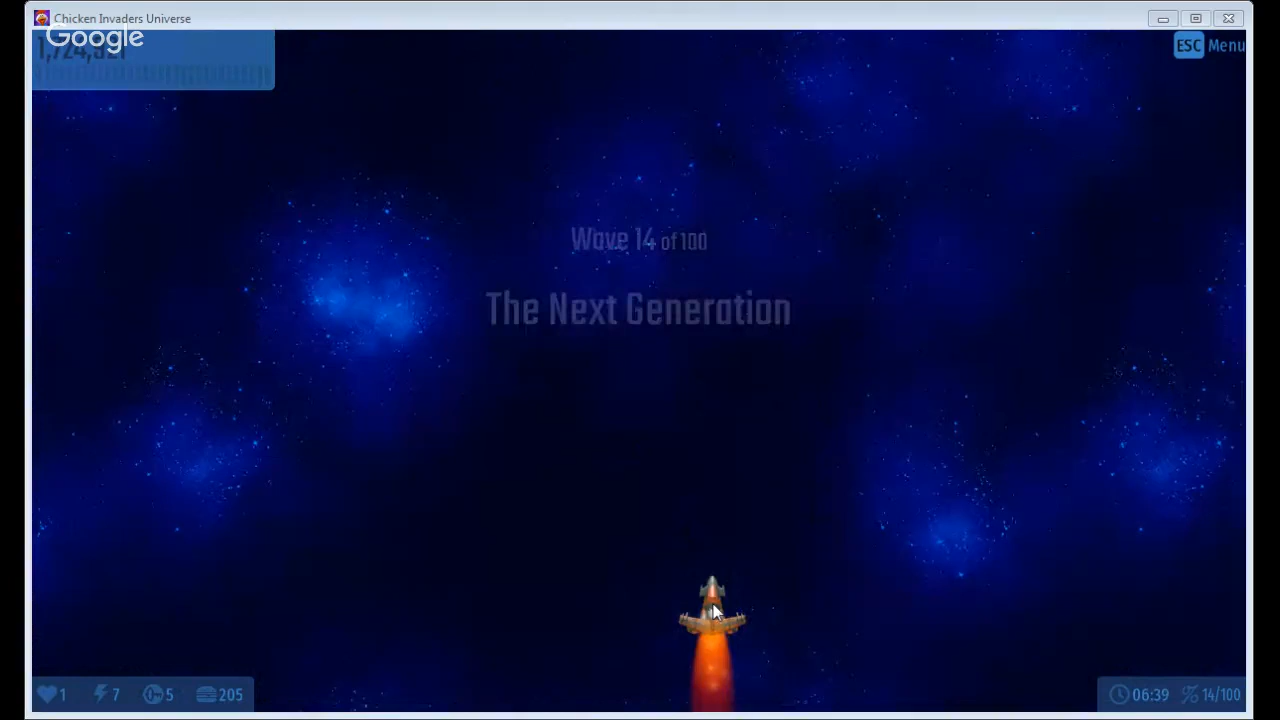 Chicken Invaders Universe
Google
ESC Menu
Wave 14 of 100
The Next Generation
1 7 5 205
06:39 14/100